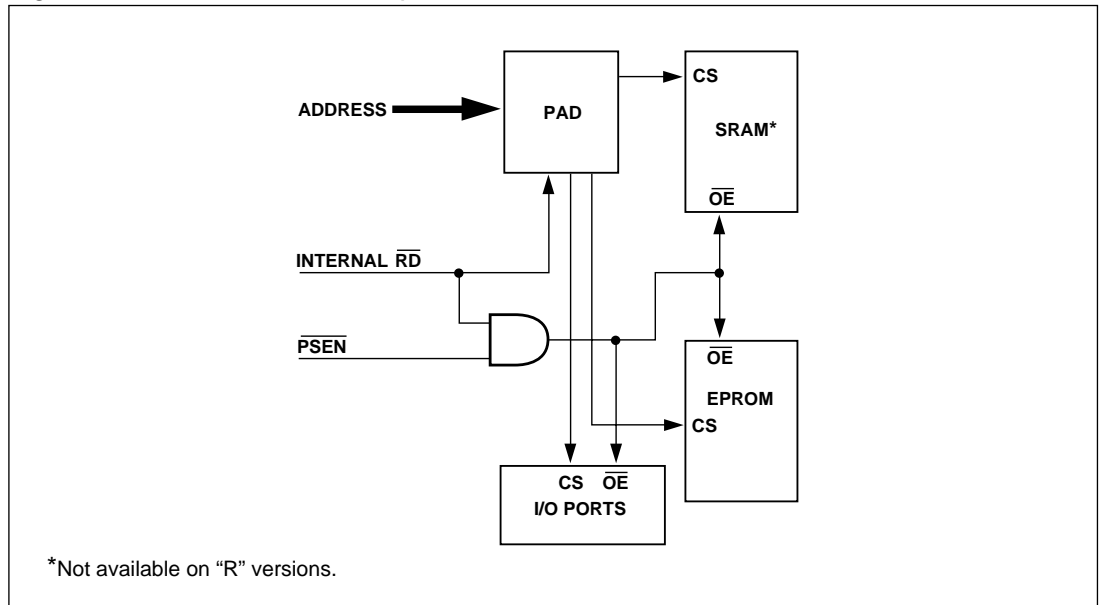 PAD
CS
SRAM*
OE
ADDRESS
INTERNAL RD
PSEN
OE
EPROM
CS
CS OE
I/O PORTS
*Not available on “R” versions.